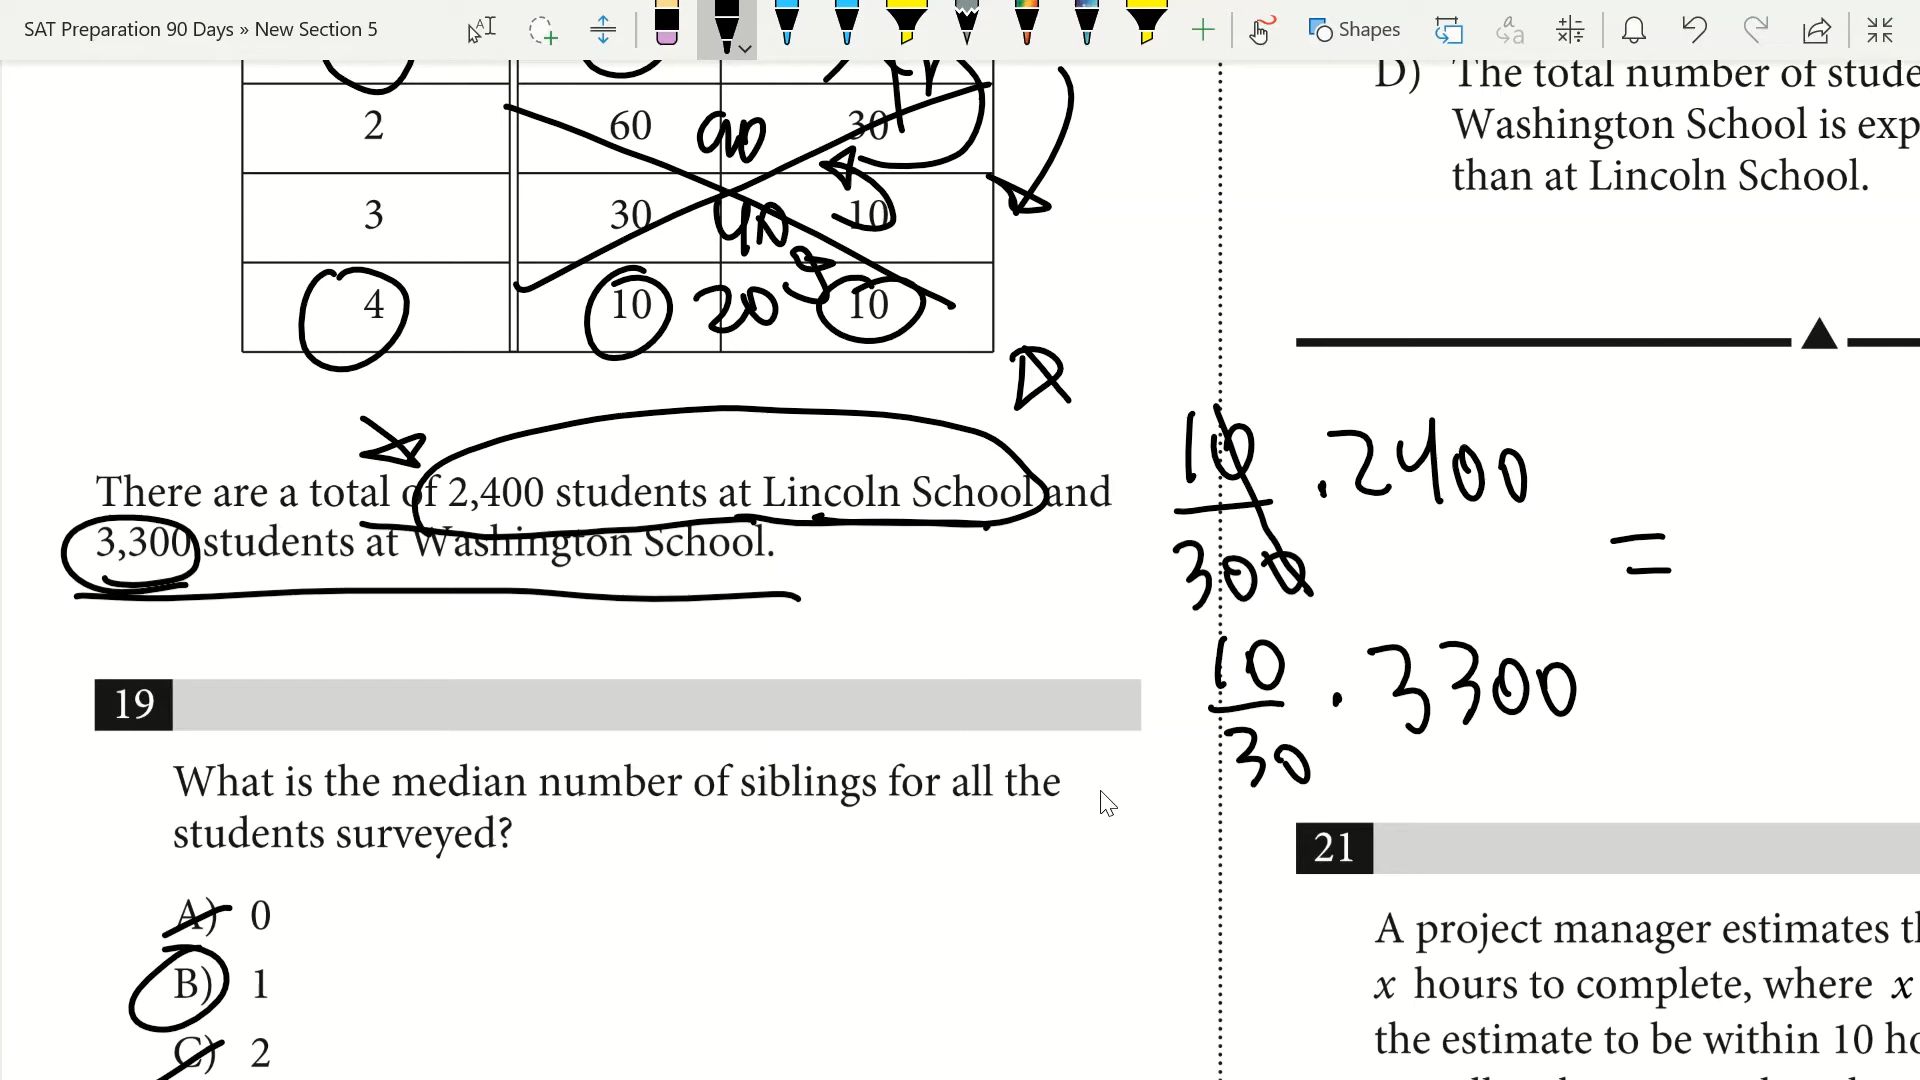 SAT Preparation 90 Days » New Section 5
Shapes
2 60 90 30
3 30 40 10
4 10 20 10
There are a total of 2,400 students at Lincoln School and
3,300 students at Washington School.
19
What is the median number of siblings for all the
students surveyed?
A) 0
B) 1
C) 2
D) The total number of stude
Washington School is exp
than at Lincoln School.
10
300
.2400
=
10
30
.3300
21
A project manager estimates th
x hours to complete, where x
the estimate to be within 10 ho